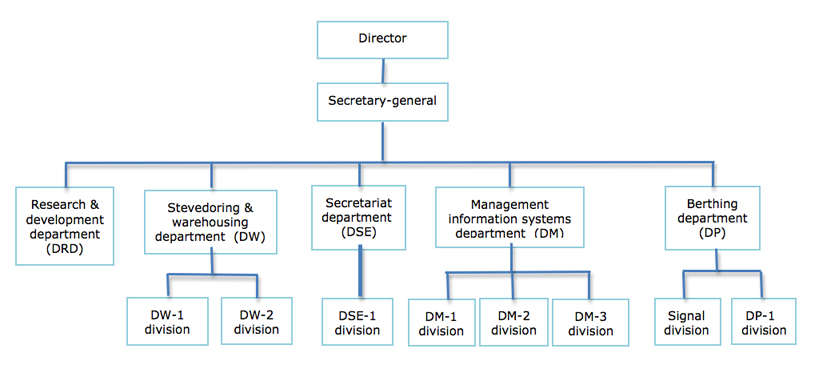 Director
Secretary-general
Research &
development
department
(DRD)
Stevedoring &
warehousing
department (DW)
Secretariat
department
(DSE)
Management
information systems
department (DM)
Berthing
department
(DP)
DW-1
division
DW-2
division
DSE-1
division
DM-1
division
DM-2
division
DM-3
division
Signal
division
DP-1
division